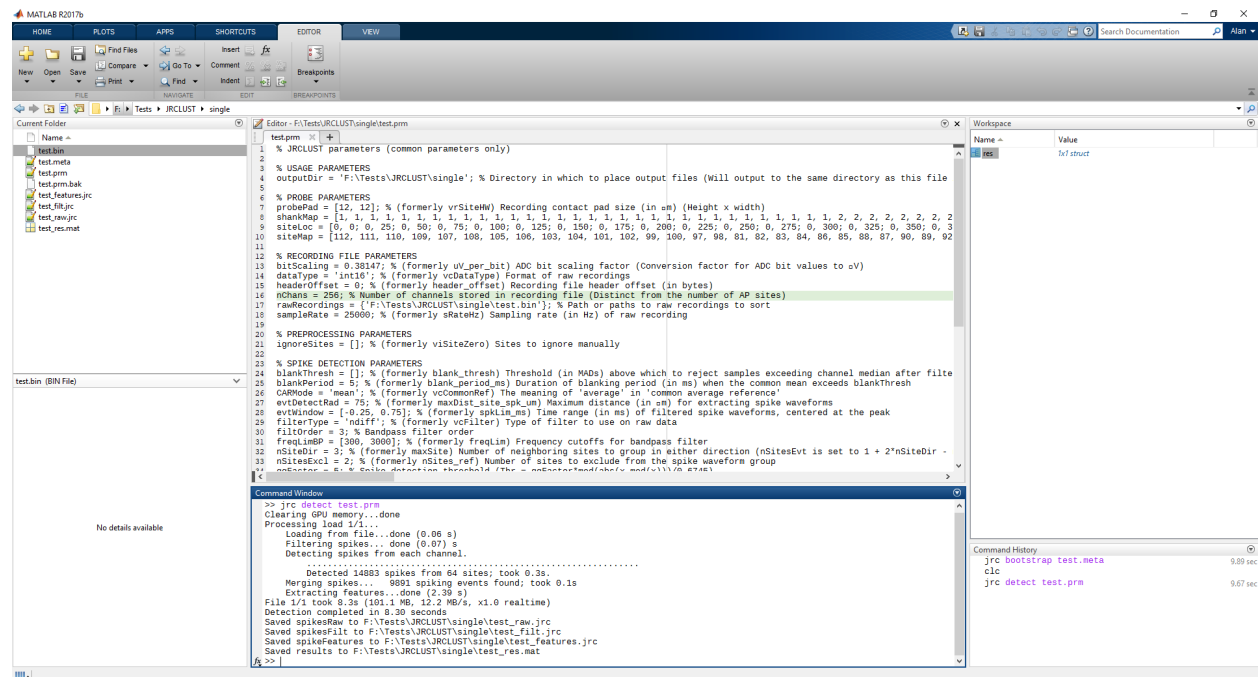 MATLAB R2017b
HOME PLOTS APPS SHORTCUTS EDITOR VIEW
Search Documentation
Alan
New Open Save
Find Files
Compare
Print
Go To
Find
Insert fx
Comment
Indent
Breakpoints
FILE NAVIGATE EDIT BREAKPOINTS
F: Tests JRCLUST single
Current Folder
Name
test.bin
test.meta
test.prm
test.prm.bak
test_features.jrc
test_filt.jrc
test_raw.jrc
test_res.mat
test.bin (BIN File)
No details available
Editor - F:\Tests\JRCLUST\single\test.prm
test.prm
1 % JRCLUST parameters (common parameters only)
2
3 % USAGE PARAMETERS
4 outputDir = 'F:\Tests\JRCLUST\single'; % Directory in which to place output files (Will output to the same directory as this file
5
6 % PROBE PARAMETERS
7 probePad = [12, 12]; % (formerly vrSiteHW) Recording contact pad size (in □m) (Height x width)
8 shankMap = [1, 1, 1, 1, 1, 1, 1, 1, 1, 1, 1, 1, 1, 1, 1, 1, 1, 1, 1, 1, 1, 1, 1, 1, 1, 1, 1, 1, 1, 1, 1, 1, 2, 2, 2, 2, 2, 2, 2, 2
9 siteLoc = [0, 0; 0, 25; 0, 50; 0, 75; 0, 100; 0, 125; 0, 150; 0, 175; 0, 200; 0, 225; 0, 250; 0, 275; 0, 300; 0, 325; 0, 350; 0, 3
10 siteMap = [112, 111, 110, 109, 107, 108, 105, 106, 103, 104, 101, 102, 99, 100, 97, 98, 81, 82, 83, 84, 86, 85, 88, 87, 90, 89, 92
11
12 % RECORDING FILE PARAMETERS
13 bitScaling = 0.38147; % (formerly uV_per_bit) ADC bit scaling factor (Conversion factor for ADC bit values to □V)
14 dataType = 'int16'; % (formerly vcDataType) Format of raw recordings
15 headerOffset = 0; % (formerly header_offset) Recording file header offset (in bytes)
16 nChans = 256; % Number of channels stored in recording file (Distinct from the number of AP sites)
17 rawRecordings = {'F:\Tests\JRCLUST\single\test.bin'}; % Path or paths to raw recordings to sort
18 sampleRate = 25000; % (formerly sRateHz) Sampling rate (in Hz) of raw recording
19
20 % PREPROCESSING PARAMETERS
21 ignoreSites = []; % (formerly viSiteZero) Sites to ignore manually
22
23 % SPIKE DETECTION PARAMETERS
24 blankThresh = []; % (formerly blank_thresh) Threshold (in MADs) above which to reject samples exceeding channel median after filte
25 blankPeriod = 5; % (formerly blank_period_ms) Duration of blanking period (in ms) when the common mean exceeds blankThresh
26 CARMode = 'mean'; % (formerly vcCommonRef) The meaning of 'average' in 'common average reference'
27 evtDetectRad = 75; % (formerly maxDist_site_spk_um) Maximum distance (in □m) for extracting spike waveforms
28 evtWindow = [-0.25, 0.75]; % (formerly spkLim_ms) Time range (in ms) of filtered spike waveforms, centered at the peak
29 filterType = 'ndiff'; % (formerly vcFilter) Type of filter to use on raw data
30 filtOrder = 3; % Bandpass filter order
31 freqLimBP = [300, 3000]; % (formerly freqLim) Frequency cutoffs for bandpass filter
32 nSiteDir = 3; % (formerly maxSite) Number of neighboring sites to group in either direction (nSitesEvt is set to 1 + 2*nSiteDir -
33 nSitesExcl = 2; % (formerly nSites_ref) Number of sites to exclude from the spike waveform group
Command Window
>> jrc detect test.prm
Clearing GPU memory...done
Processing load 1/1...
Loading from file...done (0.06 s)
Filtering spikes... done (0.07) s
Detecting spikes from each channel.
................................................................
Detected 14883 spikes from 64 sites; took 0.3s.
Merging spikes... 9891 spiking events found; took 0.1s
Extracting features...done (2.39 s)
File 1/1 took 8.3s (101.1 MB, 12.2 MB/s, x1.0 realtime)
Detection completed in 8.30 seconds
Saved spikesRaw to F:\Tests\JRCLUST\single\test_raw.jrc
Saved spikesFilt to F:\Tests\JRCLUST\single\test_filt.jrc
Saved spikeFeatures to F:\Tests\JRCLUST\single\test_features.jrc
Saved results to F:\Tests\JRCLUST\single\test_res.mat
fx >>
Workspace
Name Value
res 1x1 struct
Command History
jrc bootstrap test.meta 9.89 sec
clc
jrc detect test.prm 9.67 sec